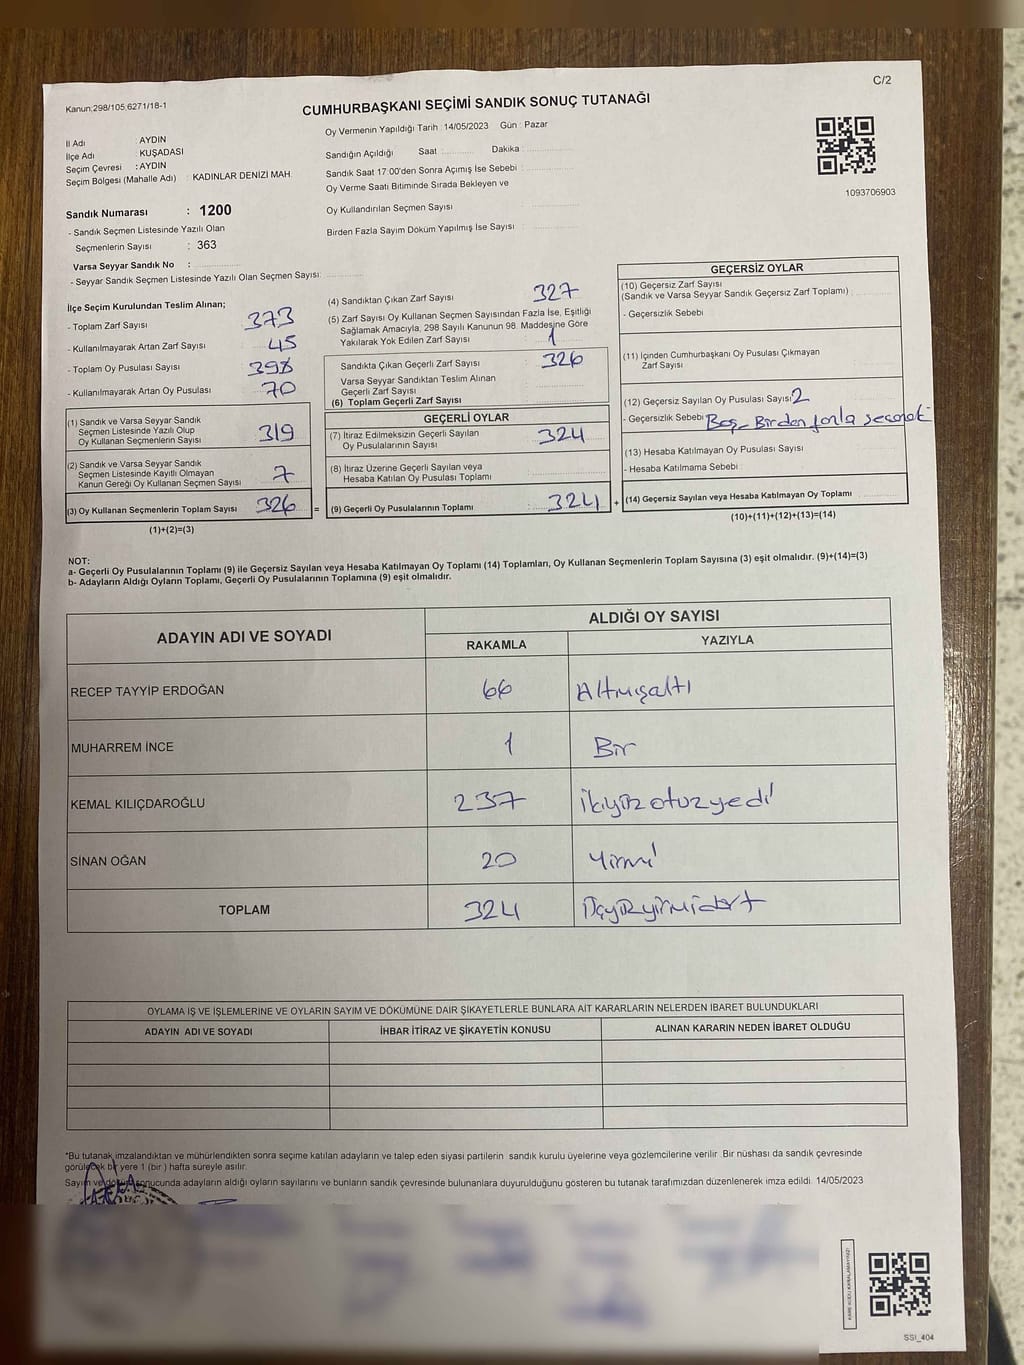 C/2
Kanun:298/105,6271/18-1
CUMHURBAŞKANI SEÇİMİ SANDIK SONUÇ TUTANAĞI
İl Adı : AYDIN
İlçe Adı : KUŞADASI
Seçim Çevresi : AYDIN
Seçim Bölgesi (Mahalle Adı) : KADINLAR DENİZİ MAH.
Sandık Numarası : 1200
- Sandık Seçmen Listesinde Yazılı Olan
Seçmenlerin Sayısı : 363
Varsa Seyyar Sandık No :
- Seyyar Sandık Seçmen Listesinde Yazılı Olan Seçmen Sayısı:
Oy Vermenin Yapıldığı Tarih : 14/05/2023 Gün : Pazar
Sandığın Açıldığı Saat Dakika
Sandık Saat 17:00'den Sonra Açımış İse Sebebi :
Oy Verme Saati Bitiminde Sırada Bekleyen ve
Oy Kullandırılan Seçmen Sayısı
Birden Fazla Sayım Döküm Yapılmış İse Sayısı :
1093706903
İlçe Seçim Kurulundan Teslim Alınan;
- Toplam Zarf Sayısı 373
- Kullanılmayarak Artan Zarf Sayısı 45
- Toplam Oy Pusulası Sayısı
- Kullanılmayarak Artan Oy Pusulası 70
(1) Sandık ve Varsa Seyyar Sandık
Seçmen Listesinde Yazılı Olup
Oy Kullanan Seçmenlerin Sayısı 319
(2) Sandık ve Varsa Seyyar Sandık
Seçmen Listesinde Kayıtlı Olmayan
Kanun Gereği Oy Kullanan Seçmen Sayısı 7
(3) Oy Kullanan Seçmenlerin Toplam Sayısı 326 =
(1)+(2)=(3)
(4) Sandıktan Çıkan Zarf Sayısı 327
(5) Zarf Sayısı Oy Kullanan Seçmen Sayısından Fazla İse, Eşitliği
Sağlamak Amacıyla, 298 Sayılı Kanunun 98. Maddesine Göre
Yakılarak Yok Edilen Zarf Sayısı 1
Sandıkta Çıkan Geçerli Zarf Sayısı 326
Varsa Seyyar Sandıktan Teslim Alınan
Geçerli Zarf Sayısı
(6) Toplam Geçerli Zarf Sayısı
GEÇERLİ OYLAR
(7) İtiraz Edilmeksizin Geçerli Sayılan
Oy Pusulalarının Sayısı 324
(8) İtiraz Üzerine Geçerli Sayılan veya
Hesaba Katılan Oy Pusulası Toplamı
(9) Geçerli Oy Pusulalarının Toplamı : 324 +
GEÇERSİZ OYLAR
(10) Geçersiz Zarf Sayısı
(Sandık ve Varsa Seyyar Sandık Geçersiz Zarf Toplamı)
- Geçersizlik Sebebi
(11) İçinden Cumhurbaşkanı Oy Pusulası Çıkmayan
Zarf Sayısı
(12) Geçersiz Sayılan Oy Pusulası Sayısı 2
- Geçersizlik Sebebi Boş - Birden fazla
(13) Hesaba Katılmayan Oy Pusulası Sayısı
- Hesaba Katılmama Sebebi
(14) Geçersiz Sayılan veya Hesaba Katılmayan Oy Toplamı
(10)+(11)+(12)+(13)=(14)
NOT:
a- Geçerli Oy Pusulalarının Toplamı (9) ile Geçersiz Sayılan veya Hesaba Katılmayan Oy Toplamı (14) Toplamları, Oy Kullanan Seçmenlerin Toplam Sayısına (3) eşit olmalıdır. (9)+(14)=(3)
b- Adayların Aldığı Oyların Toplamı, Geçerli Oy Pusulalarının Toplamına (9) eşit olmalıdır.
ADAYIN ADI VE SOYADI ALDIĞI OY SAYISI
RAKAMLA YAZIYLA
RECEP TAYYİP ERDOĞAN 66 Altmışaltı
MUHARREM İNCE 1 Bir
KEMAL KILIÇDAROĞLU 237 ikiyüzotuzyedi
SİNAN OĞAN 20 Yirmi
TOPLAM 324 üçyüzyirmidört
OYLAMA İŞ VE İŞLEMLERİNE VE OYLARIN SAYIM VE DÖKÜMÜNE DAİR ŞİKAYETLERLE BUNLARA AİT KARARLARIN NELERDEN İBARET BULUNDUKLARI
ADAYIN ADI VE SOYADI İHBAR İTİRAZ VE ŞİKAYETİN KONUSU ALINAN KARARIN NEDEN İBARET OLDUĞU
*Bu tutanak imzalandıktan ve mühürlendikten sonra seçime katılan adayların ve talep eden siyasi partilerin sandık kurulu üyelerine veya gözlemcilerine verilir. Bir nüshası da sandık çevresinde
görülecek bir yere 1 (bir) hafta süreyle asılır.
Sayım ve döküm sonucunda adayların aldığı oyların sayılarını ve bunların sandık çevresinde bulunanlara duyurulduğunu gösteren bu tutanak tarafımızdan düzenlenerek imza edildi. 14/05/2023
SSI_404